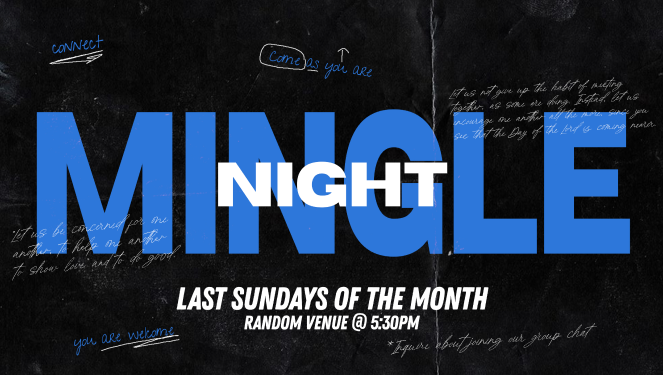 connect
come as you are
Let us not give up the habit of meeting
together, as some are doing. Instead, let us
encourage one another all the more, since you
see that the Day of the Lord is coming nearer.
MINGLE
NIGHT
"Let us be concerned for one
another, to help one another
to show love, and to do good.
LAST SUNDAYS OF THE MONTH
RANDOM VENUE @ 5:30PM
you are welcome
*Inquire about joining our group chat